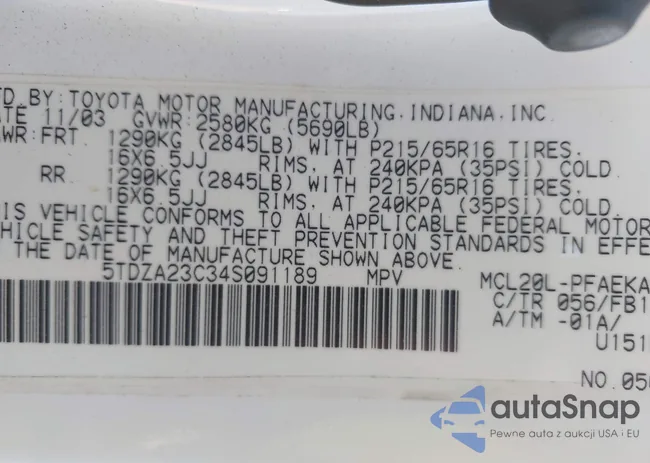 FD.BY:TOYOTA MOTOR MANUFACTURING.INDIANA.INC.
ATE 11/03 GVWR:2580KG (5690LB)
WR:FRT. 1290KG (2845LB) WITH P215/65R16 TIRES.
16X6.5JJ RIMS. AT 240KPA (35PSI) COLD.
RR 1290KG (2845LB) WITH P215/65R16 TIRES.
16X6.5JJ RIMS. AT 240KPA (35PSI) COLD.
IS VEHICLE CONFORMS TO ALL APPLICABLE FEDERAL MOTOR
EHICLE SAFETY AND THEFT PREVENTION STANDARDS IN EFFE
THE DATE OF MANUFACTURE SHOWN ABOVE.
5TDZA23C34S091189 MPV MCL20L-PFAEKA
C/TR 056/FB1
A/TM -01A/
U151
NO.056
autaSnap
Pewne auta z aukcji USA i EU